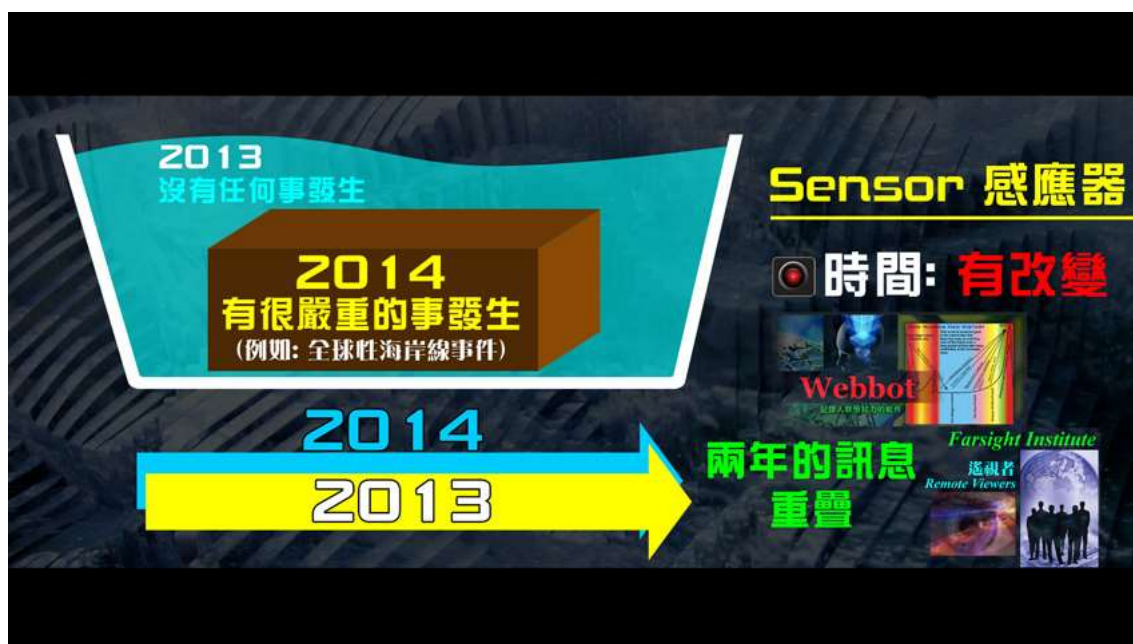 2013
沒有任何事發生
2014
有很嚴重的事發生
(例如: 全球性海岸線事件)
2014
2013
Sensor 感應器
時間: 有改變
Webbot
兩年的訊息
重疊
Farsight Institute
遙視者
Remote Viewers